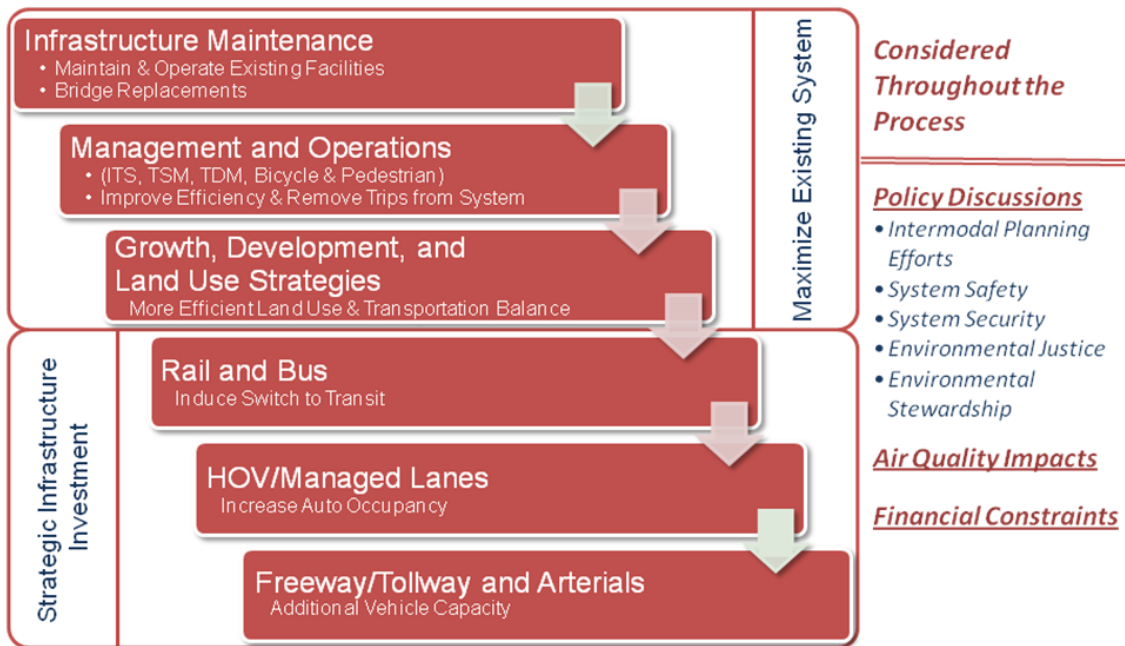 Infrastructure Maintenance
• Maintain & Operate Existing Facilities
• Bridge Replacements
Management and Operations
• (ITS, TSM, TDM, Bicycle & Pedestrian)
• Improve Efficiency & Remove Trips from System
Growth, Development, and
Land Use Strategies
More Efficient Land Use & Transportation Balance
Maximize Existing System
Rail and Bus
Induce Switch to Transit
HOV/Managed Lanes
Increase Auto Occupancy
Freeway/Tollway and Arterials
Additional Vehicle Capacity
Strategic Infrastructure
Investment
Considered
Throughout the
Process
Policy Discussions
• Intermodal Planning
Efforts
• System Safety
• System Security
• Environmental Justice
• Environmental
Stewardship
Air Quality Impacts
Financial Constraints